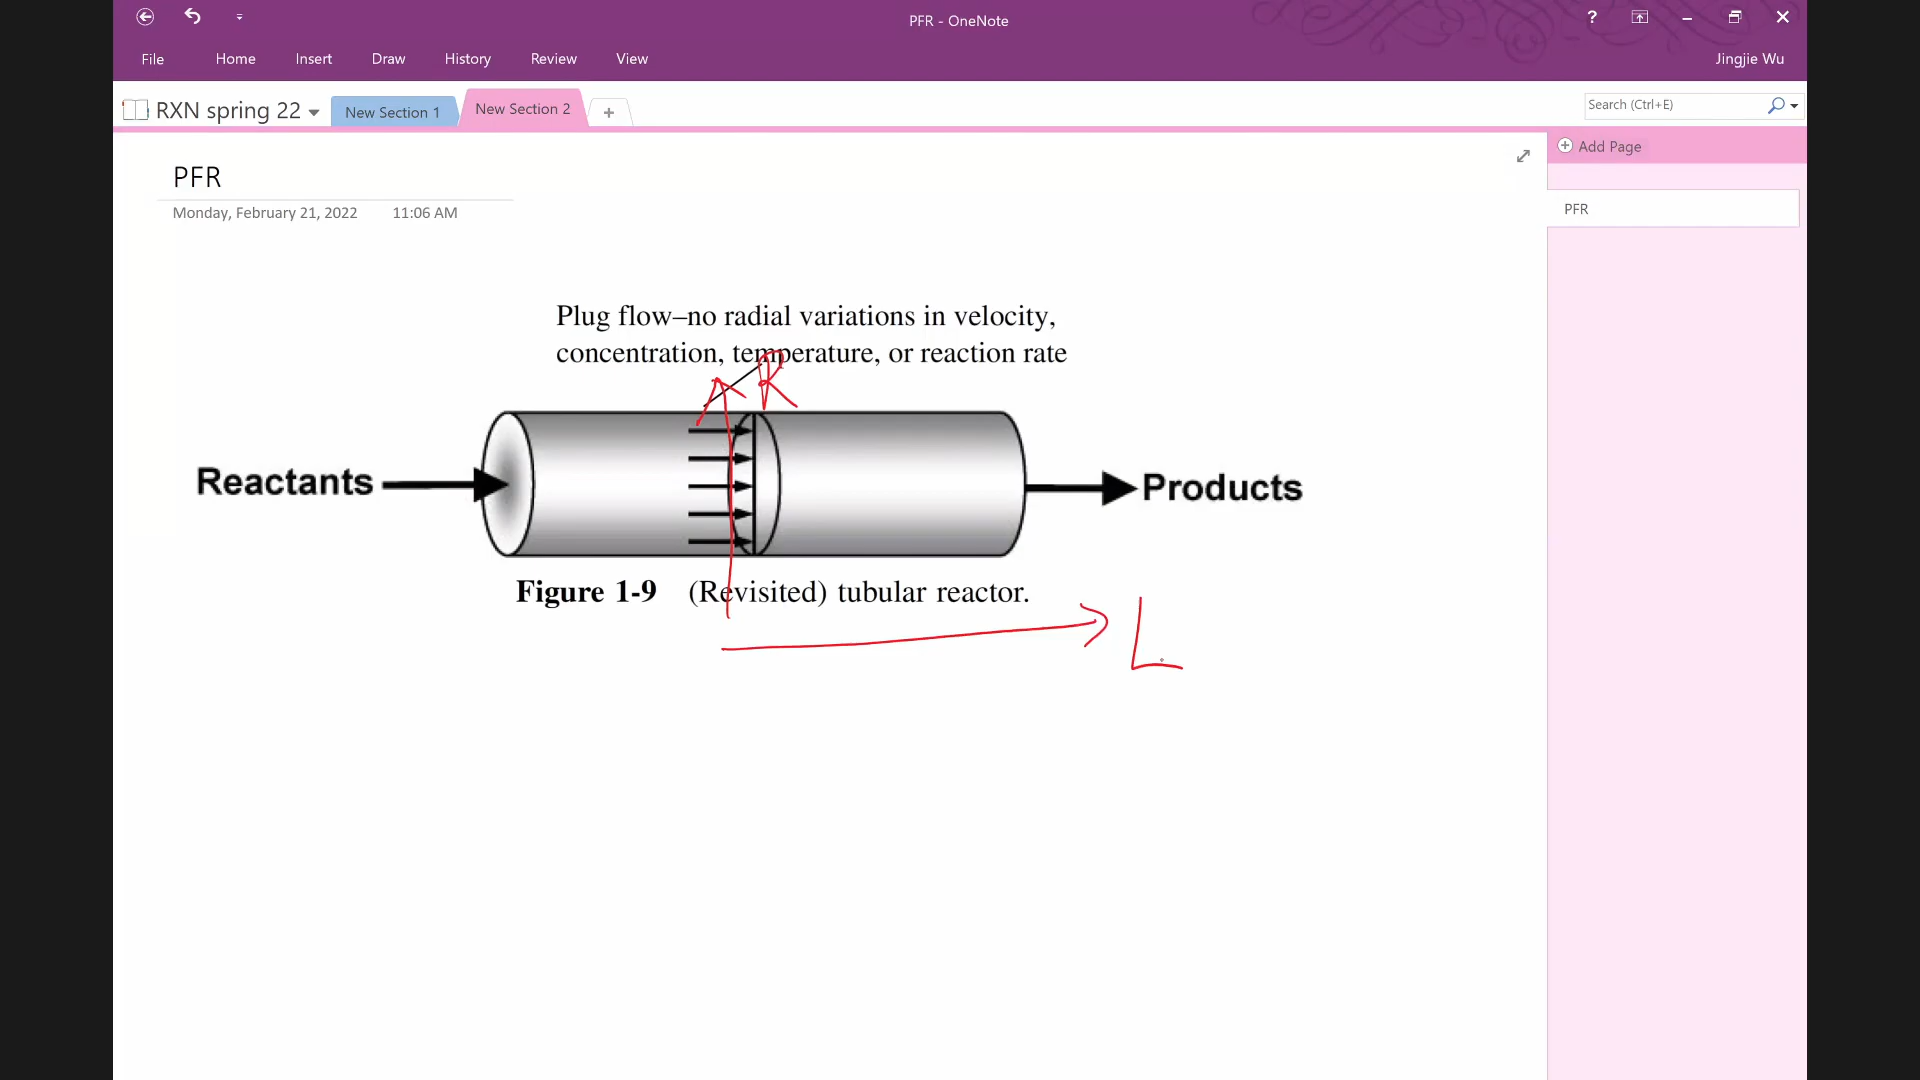 PFR - OneNote
?
File Home Insert Draw History Review View
Jingjie Wu
RXN spring 22
New Section 1
New Section 2
+
Search (Ctrl+E)
Add Page
PFR
PFR
Monday, February 21, 2022 11:06 AM
Plug flow–no radial variations in velocity,
concentration, temperature, or reaction rate
R
Reactants
Products
Figure 1-9 (Revisited) tubular reactor.
L